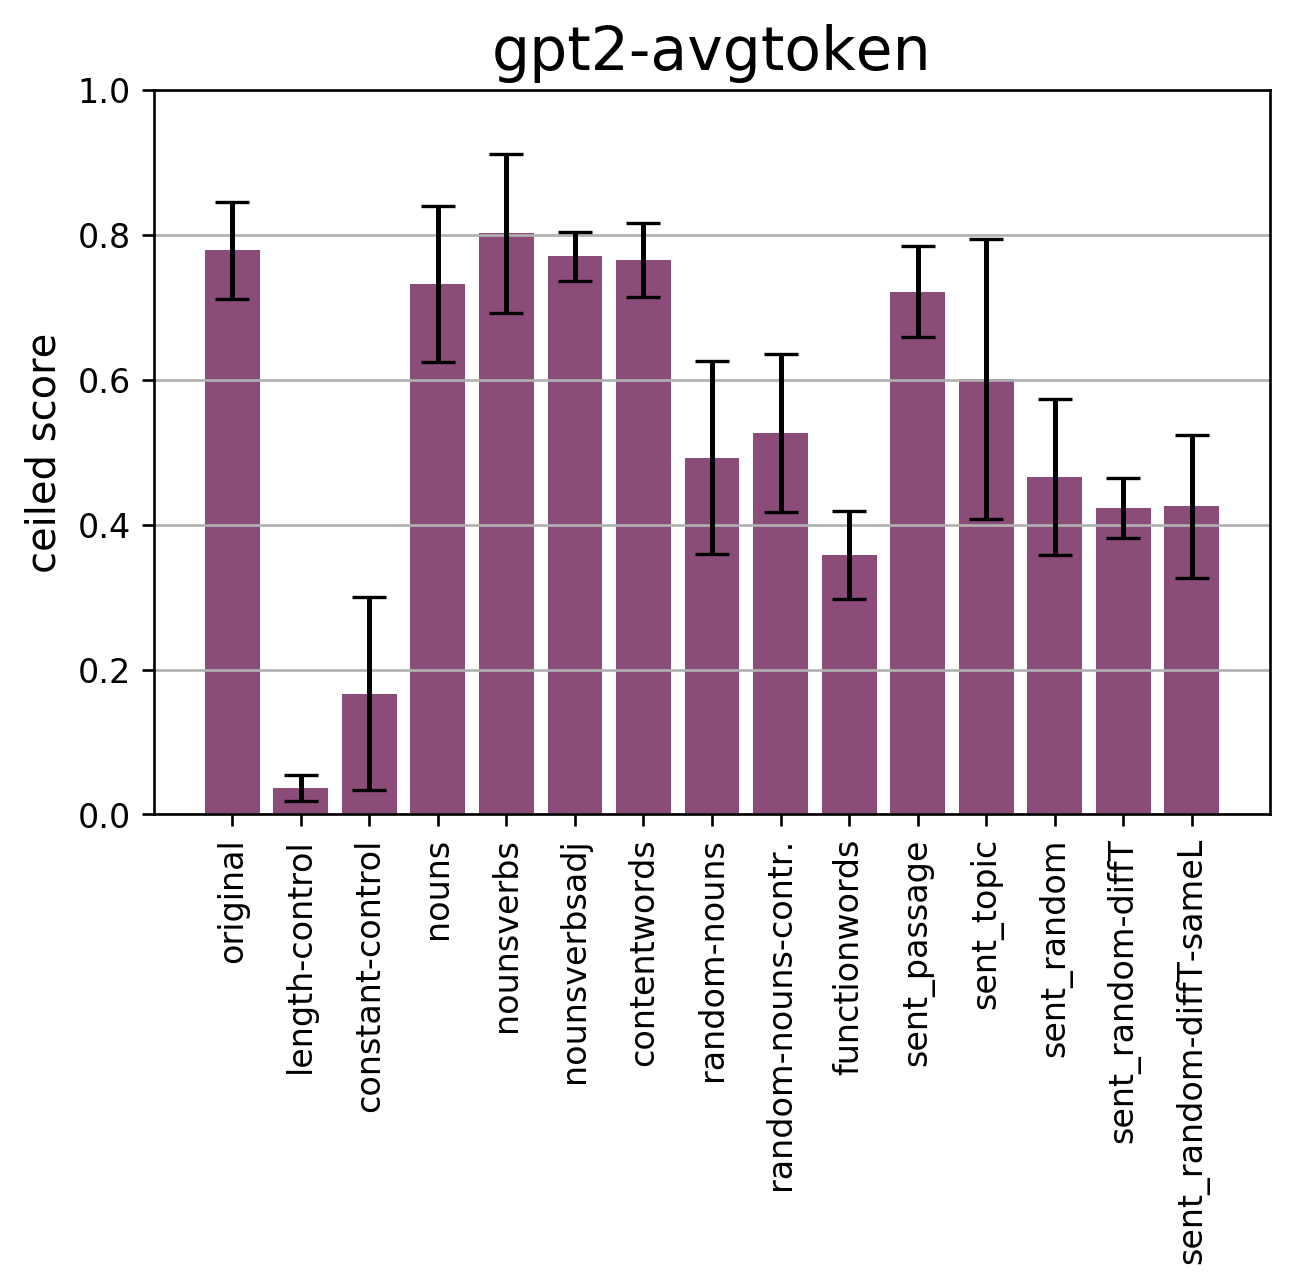 gpt2-avgtoken
ceiled score
1.0
0.8
0.6
0.4
0.2
0.0
original
length-control
constant-control
nouns
nounsverbs
nounsverbsadj
contentwords
random-nouns
random-nouns-contr.
functionwords
sent_passage
sent_topic
sent_random
sent_random-diffT
sent_random-diffT-sameL